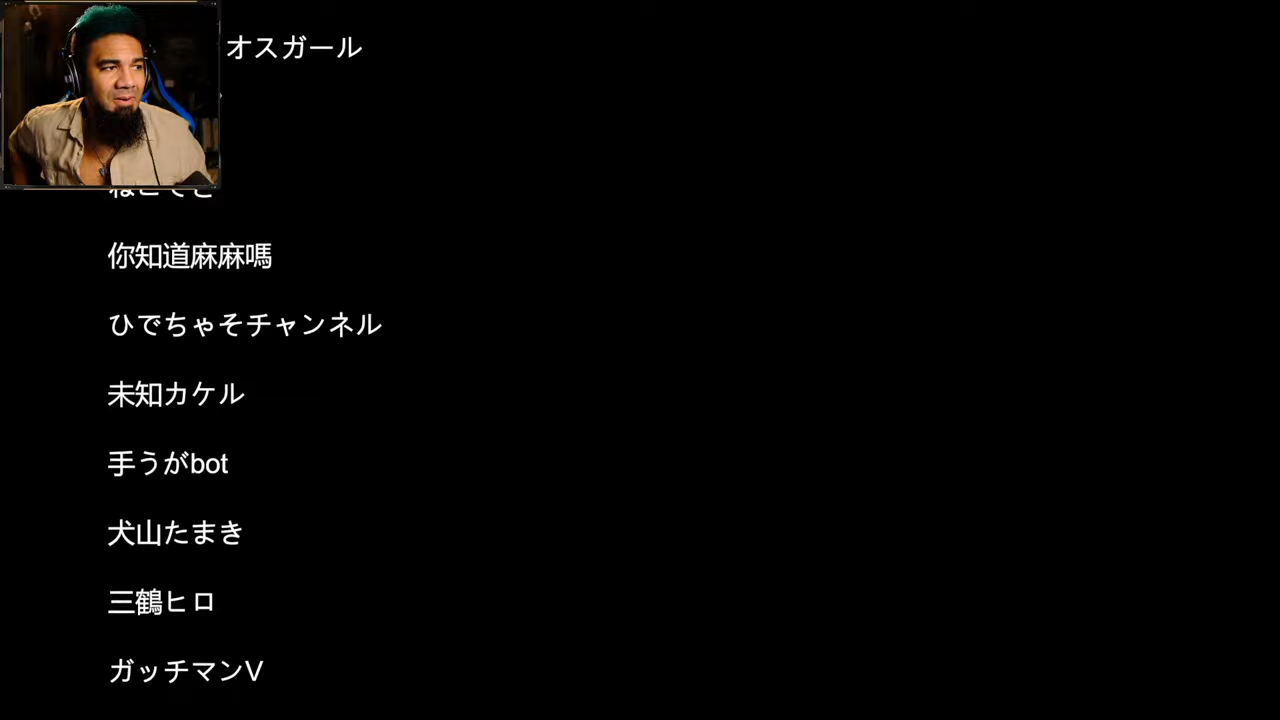 オスガール
你知道麻麻嗎
ひでちゃそチャンネル
未知カケル
手うがbot
犬山たまき
三鶴ヒロ
ガッチマンV